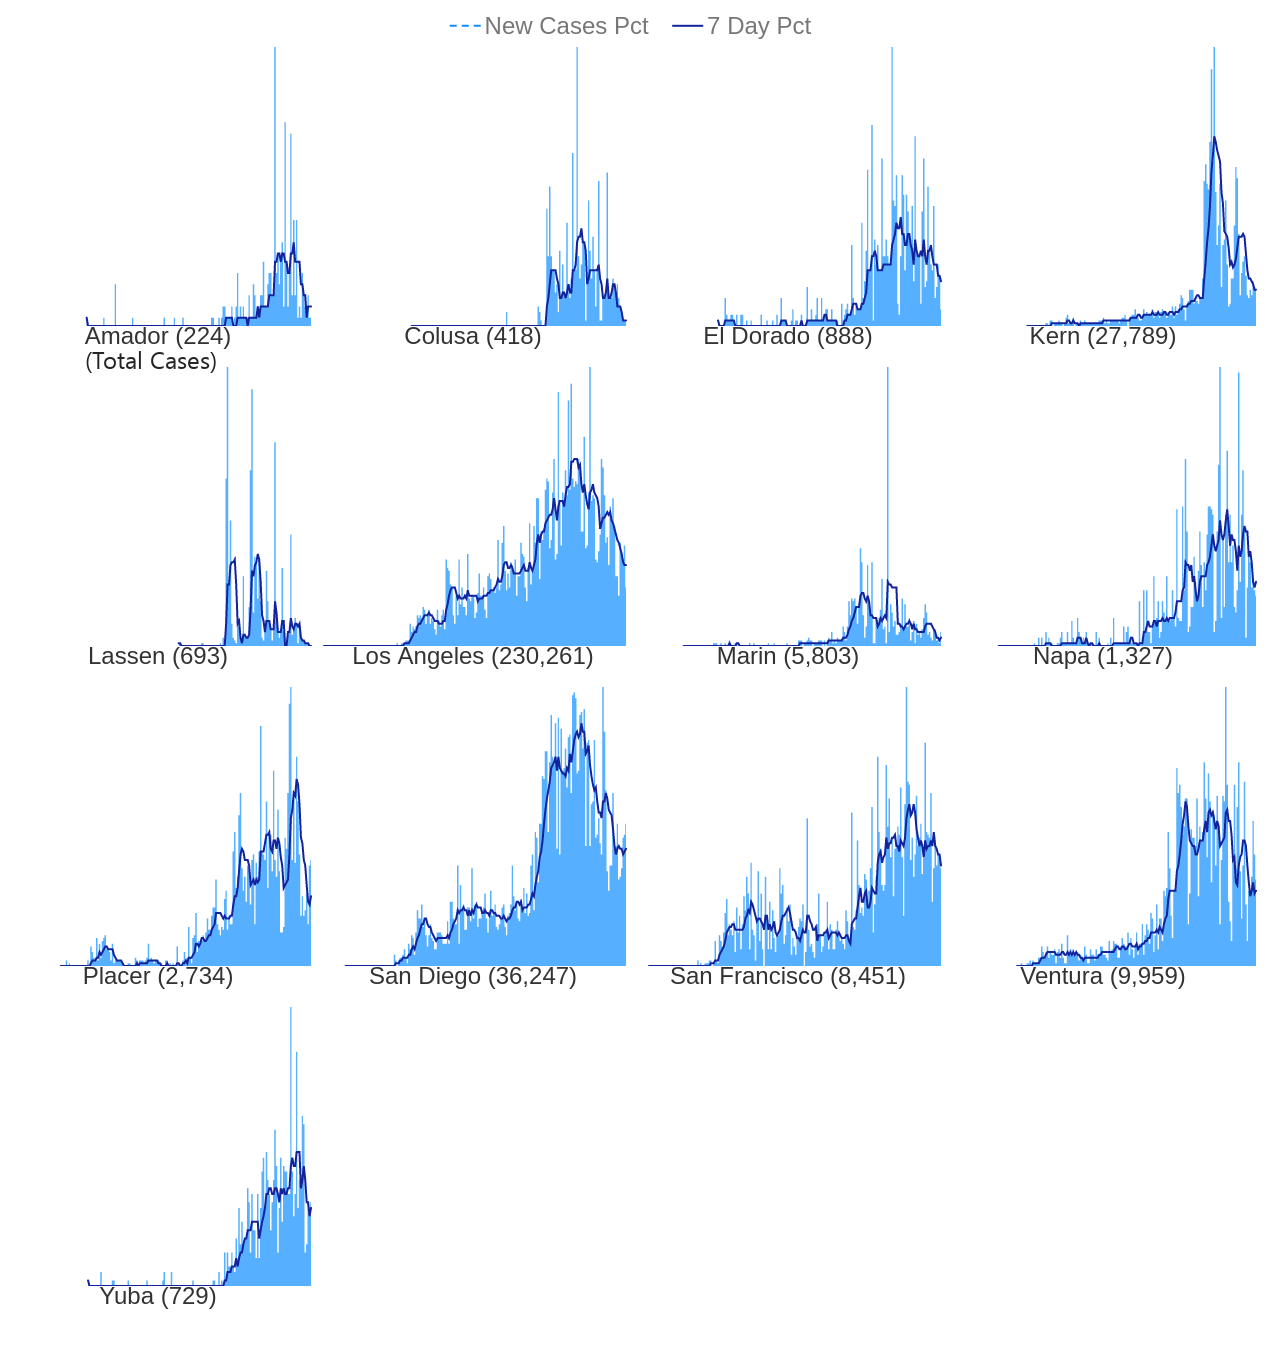 New Cases Pct 7 Day Pct
Amador (224) Colusa (418) El Dorado (888) Kern (27,789)
(Total Cases)
Lassen (693) Los Angeles (230,261) Marin (5,803) Napa (1,327)
Placer (2,734) San Diego (36,247) San Francisco (8,451) Ventura (9,959)
Yuba (729)